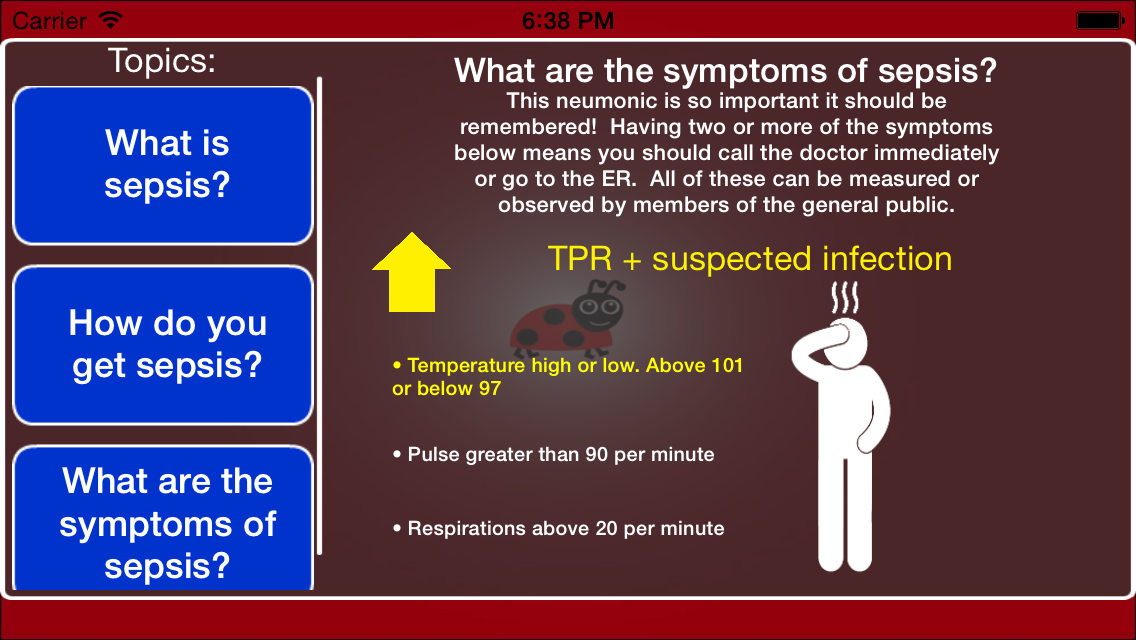 Carrier
6:38 PM
Topics:
What is
sepsis?
How do you
get sepsis?
What are the
symptoms of
sepsis?
What are the symptoms of sepsis?
This neumonic is so important it should be
remembered!  Having two or more of the symptoms
below means you should call the doctor immediately
or go to the ER.  All of these can be measured or
observed by members of the general public.
TPR + suspected infection
• Temperature high or low. Above 101
or below 97
• Pulse greater than 90 per minute
• Respirations above 20 per minute